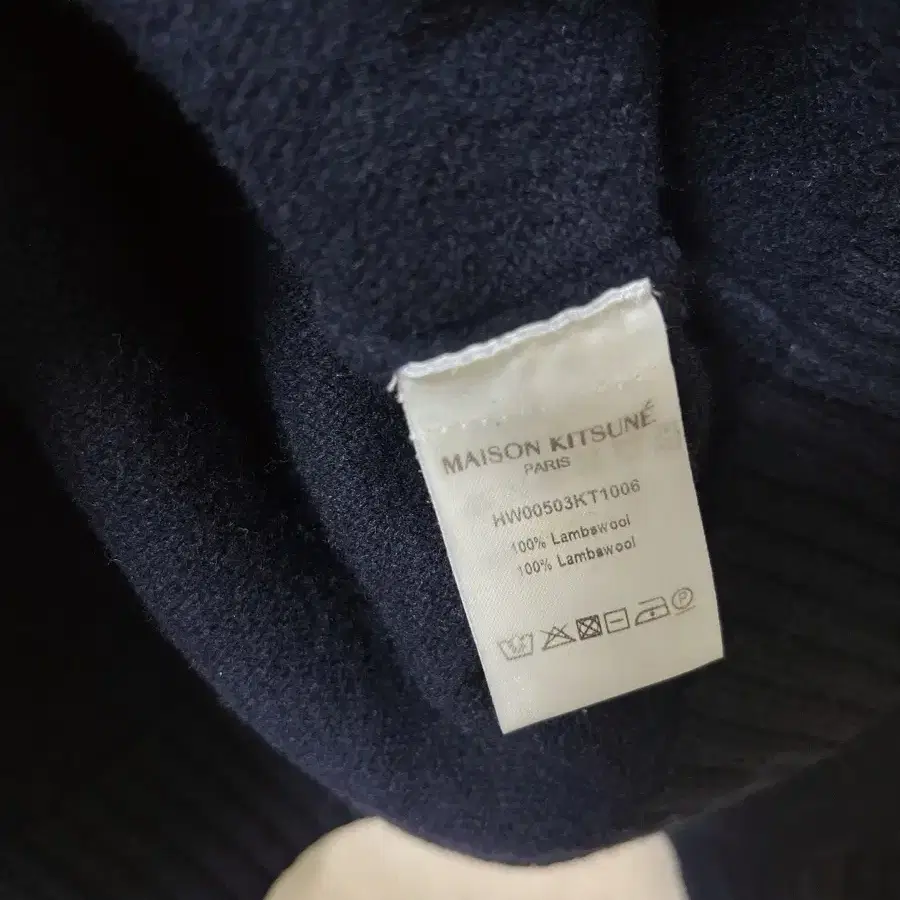 MAISON KITSUNÉ
PARIS
HW00503KT1006
100% Lambswool
100% Lambswool
P